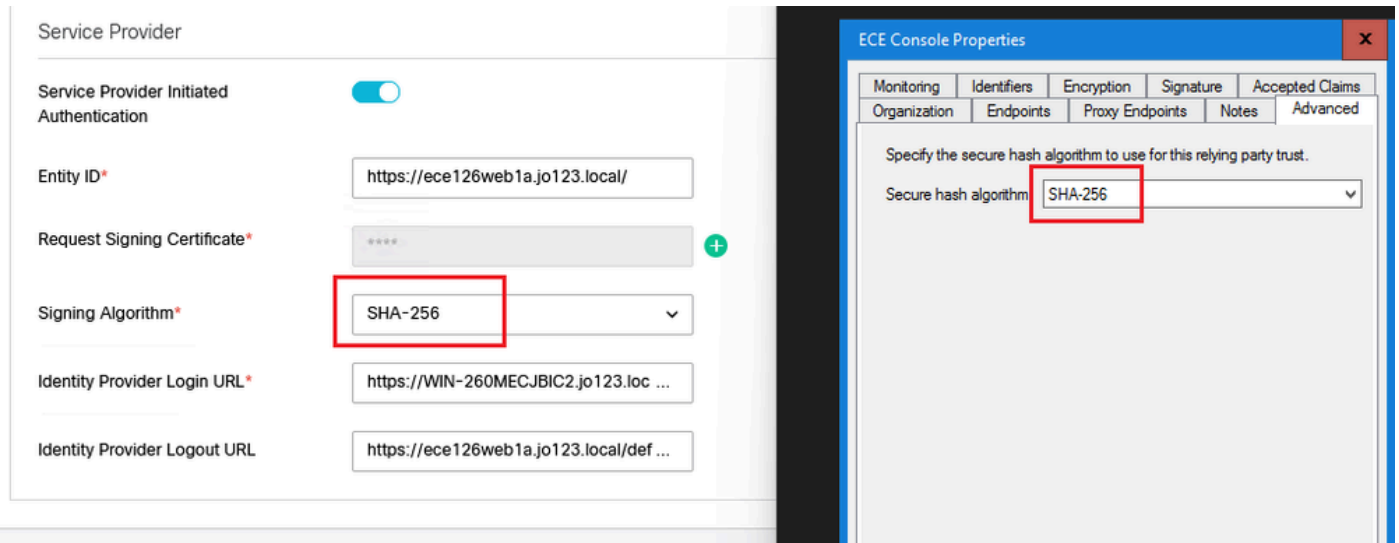 Service Provider
Service Provider Initiated
Authentication
Entity ID*
https://ece126web1a.jo123.local/
Request Signing Certificate*
****
Signing Algorithm*
SHA-256
Identity Provider Login URL*
https://WIN-260MECJBIC2.jo123.loc ...
Identity Provider Logout URL
https://ece126web1a.jo123.local/def ...
ECE Console Properties
Monitoring Identifiers Encryption Signature Accepted Claims
Organization Endpoints Proxy Endpoints Notes Advanced
Specify the secure hash algorithm to use for this relying party trust.
Secure hash algorithm
SHA-256